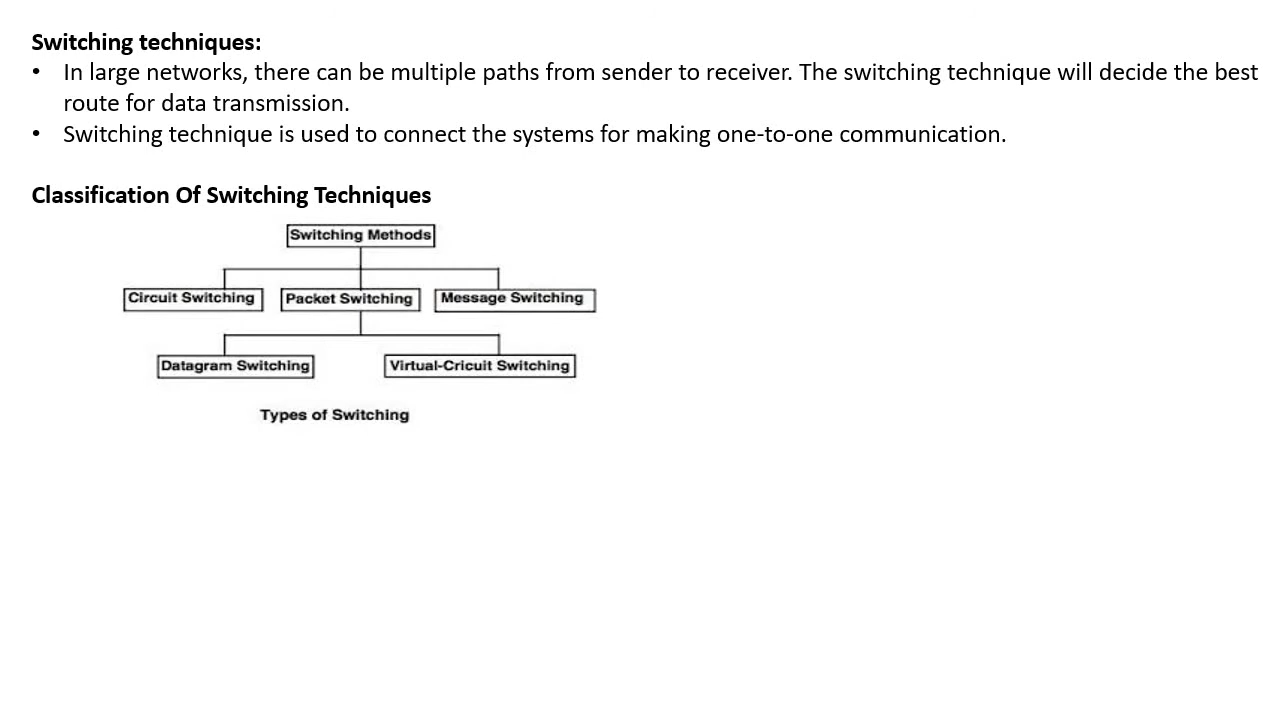 Switching techniques:
• In large networks, there can be multiple paths from sender to receiver. The switching technique will decide the best
route for data transmission.
• Switching technique is used to connect the systems for making one-to-one communication.
Classification Of Switching Techniques
Switching Methods
Circuit Switching Packet Switching Message Switching
Datagram Switching Virtual-Cricuit Switching
Types of Switching